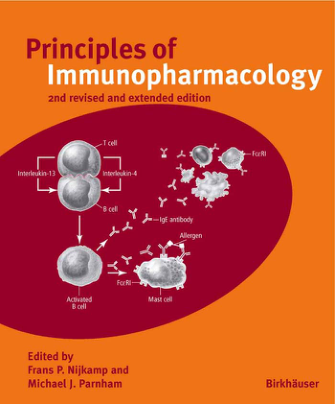 Principles of
Immunopharmacology
2nd revised and extended edition
T cell
FcεRI
Interleukin-13
Interleukin-4
B cell
IgE antibody
Allergen
FcεRI
Activated
B cell
Mast cell
Edited by
Frans P. Nijkamp and
Michael J. Parnham
Birkhäuser